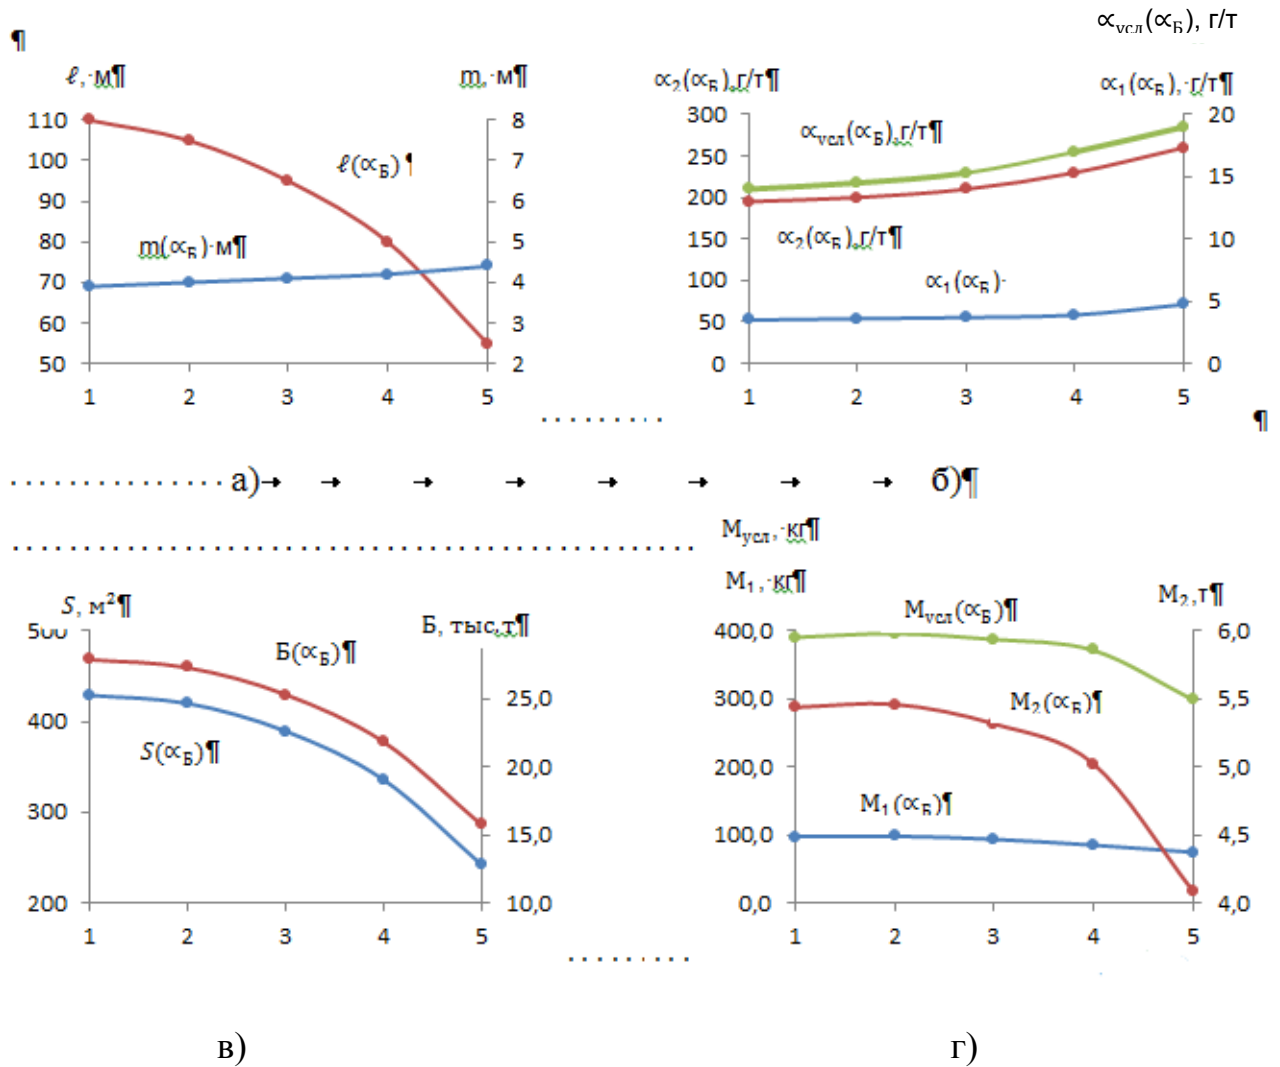 ∝усл(∝Б), г/т
¶
ℓ,·м¶ m,·м¶
110 100 90 80 70 60 50
8 7 6 5 4 3 2
ℓ(∝Б)·¶
m(∝Б)·м¶
1 2 3 4 5
∝2(∝Б),г/т¶ ∝1(∝Б),·г/т¶
300 250 200 150 100 50 0
20 15 10 5 0
∝усл(∝Б),г/т¶
∝2(∝Б),г/т¶
∝1(∝Б)·
1 2 3 4 5
¶
а)→ → → → → → → → б)¶
S, м²¶ Б, тыс.т¶
500 400 300 200
25,0 20,0 15,0 10,0
Б(∝Б)¶
S(∝Б)¶
1 2 3 4 5
Мусл,·кг¶
М1,·кг¶ М2,т¶
400,0 300,0 200,0 100,0 0,0
6,0 5,5 5,0 4,5 4,0
Мусл(∝Б)¶
М2(∝Б)¶
М1(∝Б)¶
1 2 3 4 5
в) г)